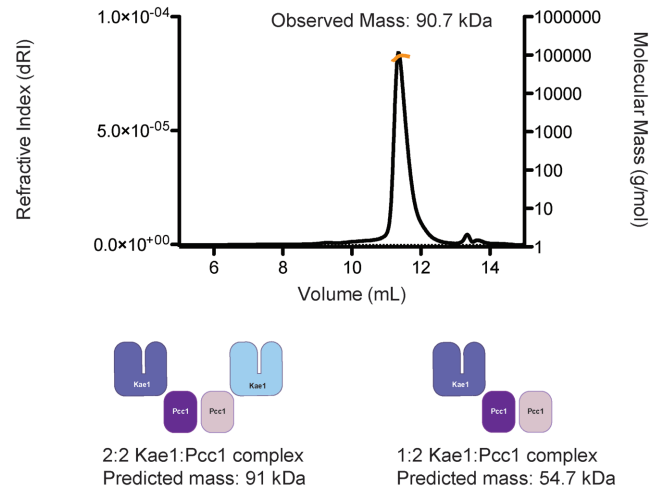 Observed Mass: 90.7 kDa
Refractive Index (dRI)
1.0×10-04
5.0×10-05
0.0×10+00
1000000
100000
10000
1000
100
10
1
Molecular Mass (g/mol)
6 8 10 12 14
Volume (mL)
Kae1 Kae1
Pcc1 Pcc1
2:2 Kae1:Pcc1 complex
Predicted mass: 91 kDa
Kae1
Pcc1 Pcc1
1:2 Kae1:Pcc1 complex
Predicted mass: 54.7 kDa